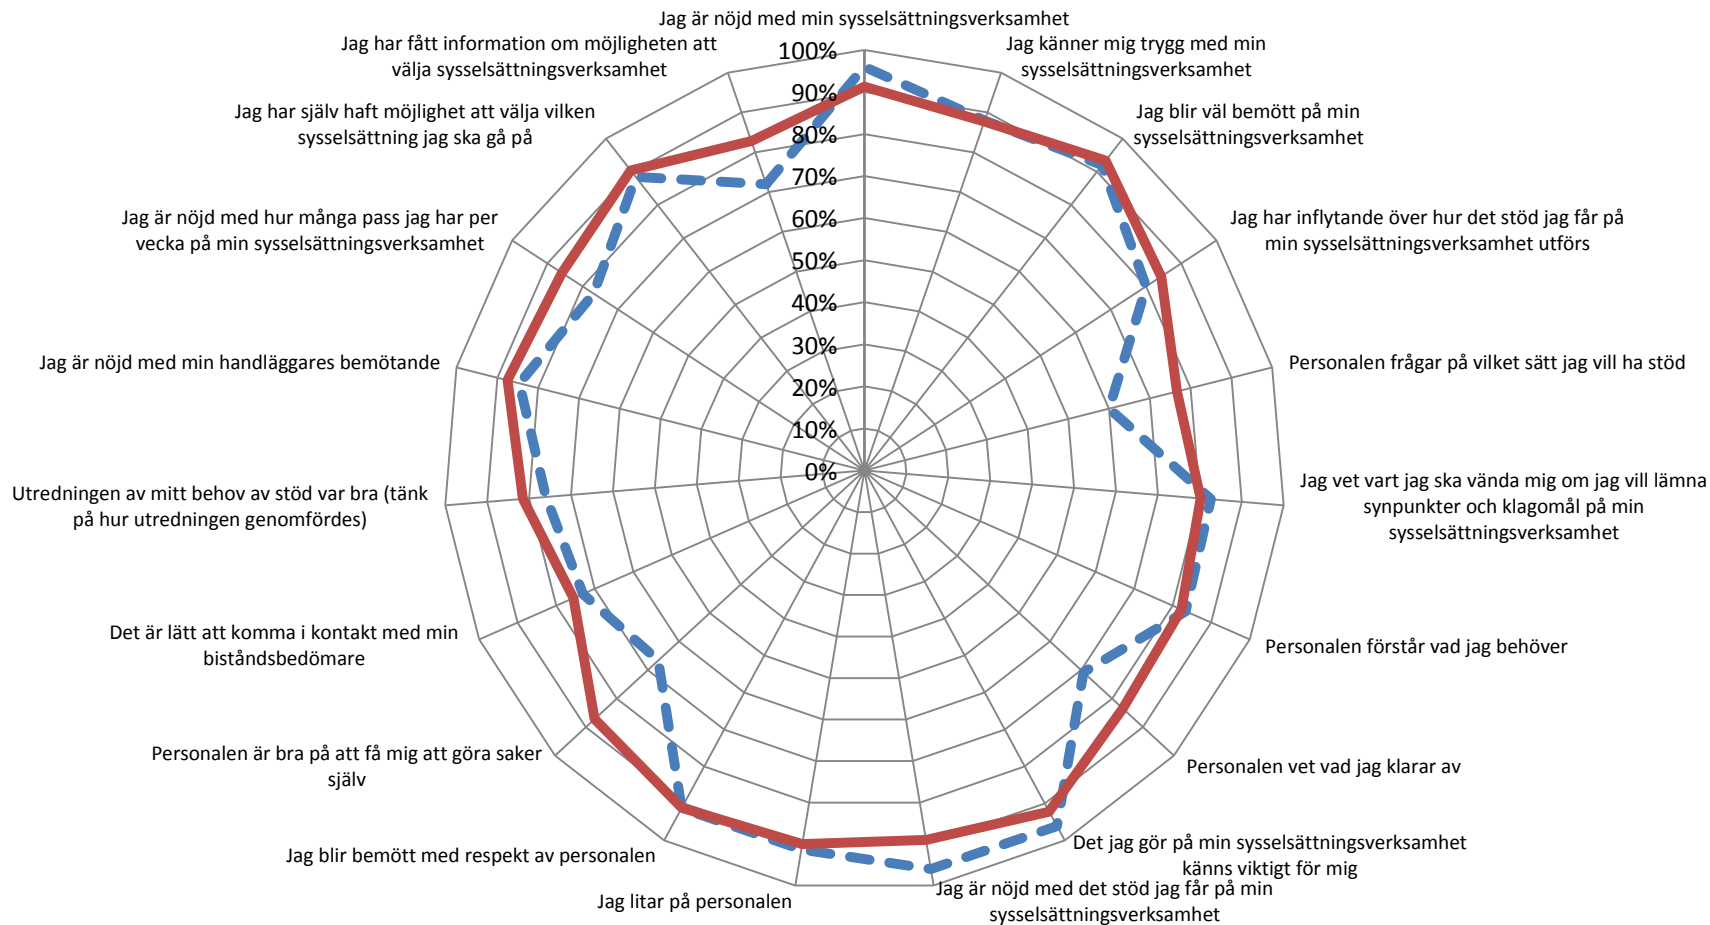 Jag är nöjd med min sysselsättningsverksamhet
Jag känner mig trygg med min
sysselsättningsverksamhet
Jag blir väl bemött på min
sysselsättningsverksamhet
Jag har inflytande över hur det stöd jag får på
min sysselsättningsverksamhet utförs
Personalen frågar på vilket sätt jag vill ha stöd
Jag vet vart jag ska vända mig om jag vill lämna
synpunkter och klagomål på min
sysselsättningsverksamhet
Personalen förstår vad jag behöver
Personalen vet vad jag klarar av
Det jag gör på min sysselsättningsverksamhet
känns viktigt för mig
Jag är nöjd med det stöd jag får på min
sysselsättningsverksamhet
Jag litar på personalen
Jag blir bemött med respekt av personalen
Personalen är bra på att få mig att göra saker
själv
Det är lätt att komma i kontakt med min
biståndsbedömare
Utredningen av mitt behov av stöd var bra (tänk
på hur utredningen genomfördes)
Jag är nöjd med min handläggares bemötande
Jag är nöjd med hur många pass jag har per
vecka på min sysselsättningsverksamhet
Jag har själv haft möjlighet att välja vilken
sysselsättning jag ska gå på
Jag har fått information om möjligheten att
välja sysselsättningsverksamhet
100%
90%
80%
70%
60%
50%
40%
30%
20%
10%
0%